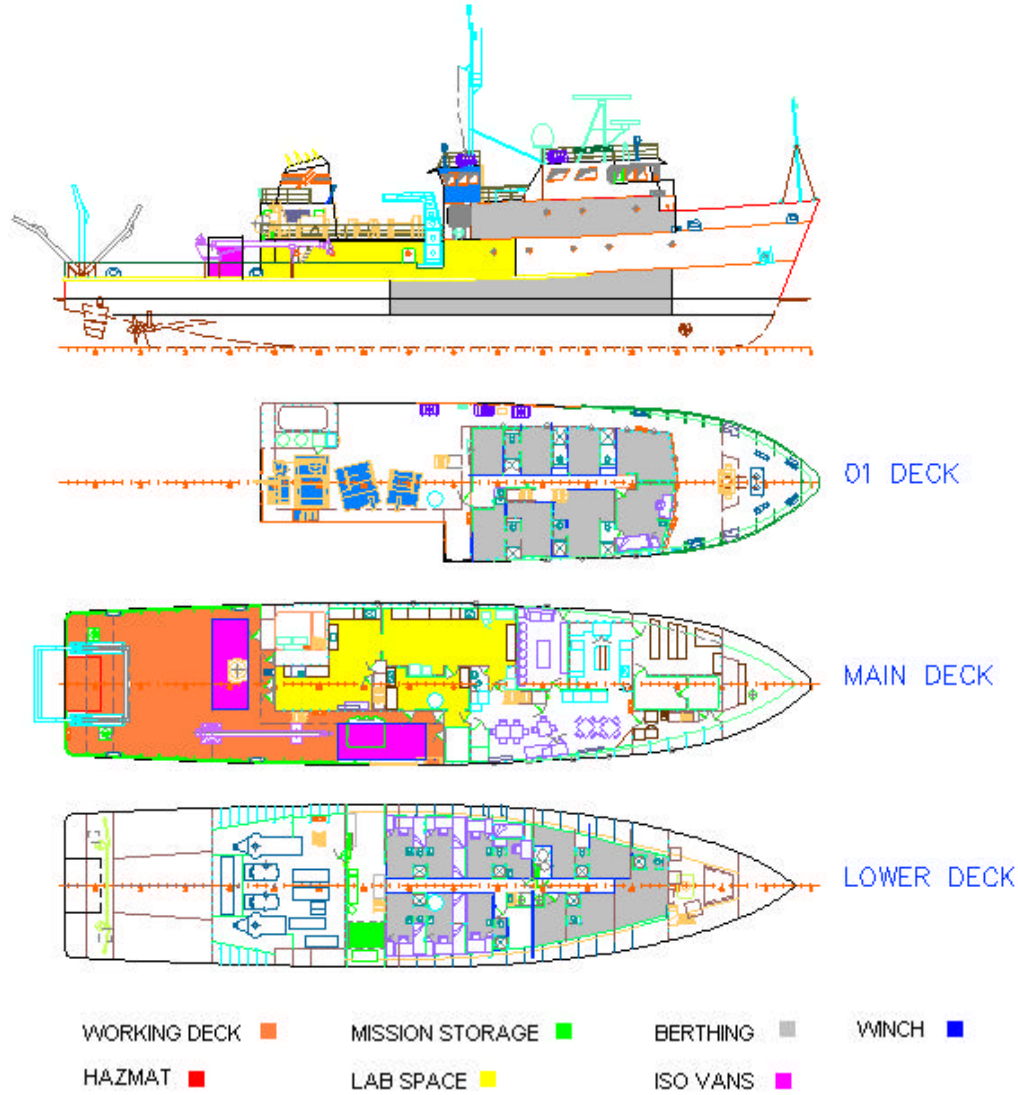 01 DECK
MAIN DECK
LOWER DECK
WORKING DECK MISSION STORAGE BERTHING WINCH
HAZMAT LAB SPACE ISO VANS